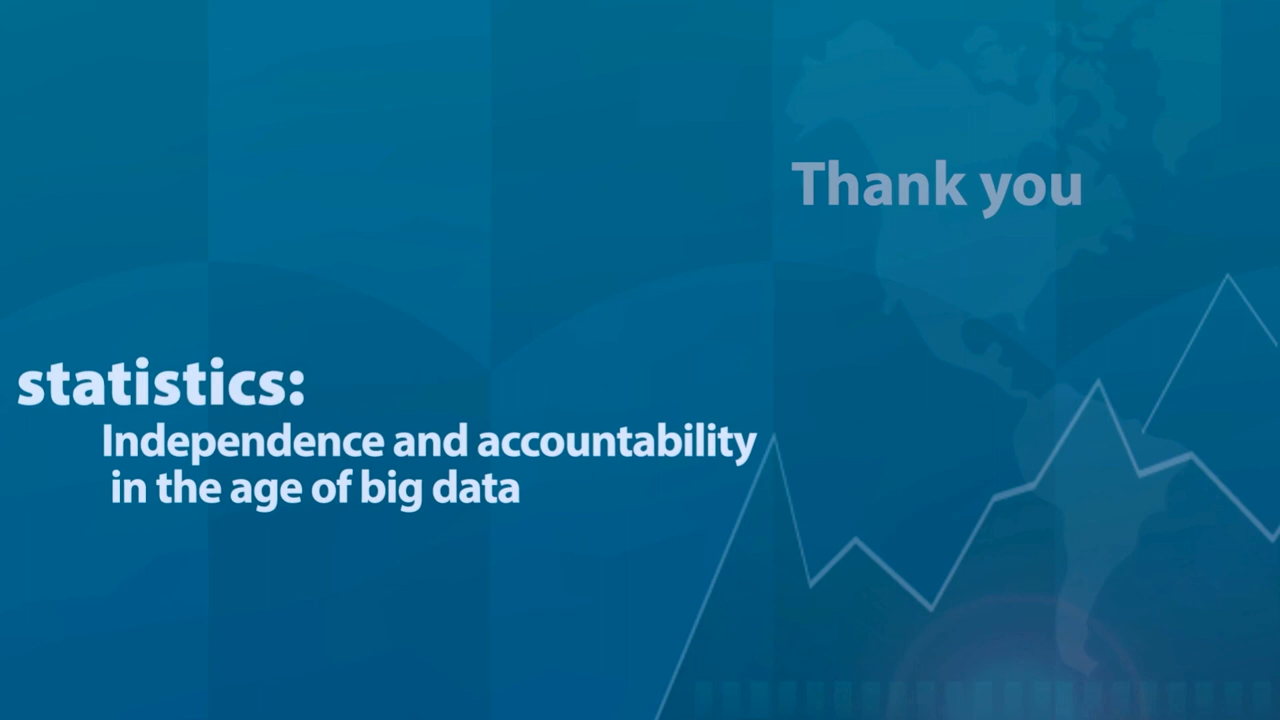 Thank you
statistics:
Independence and accountability
in the age of big data